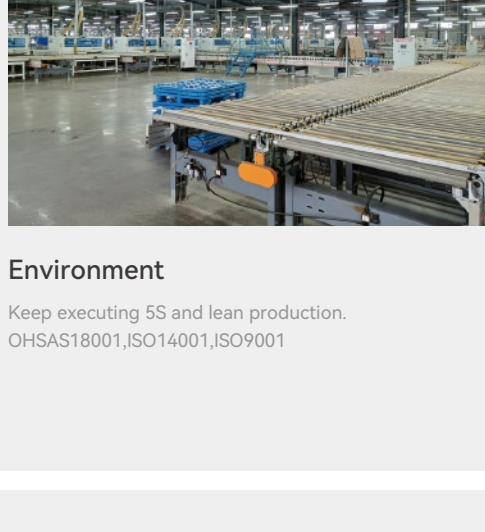 Environment
Keep executing 5S and lean production.
OHSAS18001,ISO14001,ISO9001